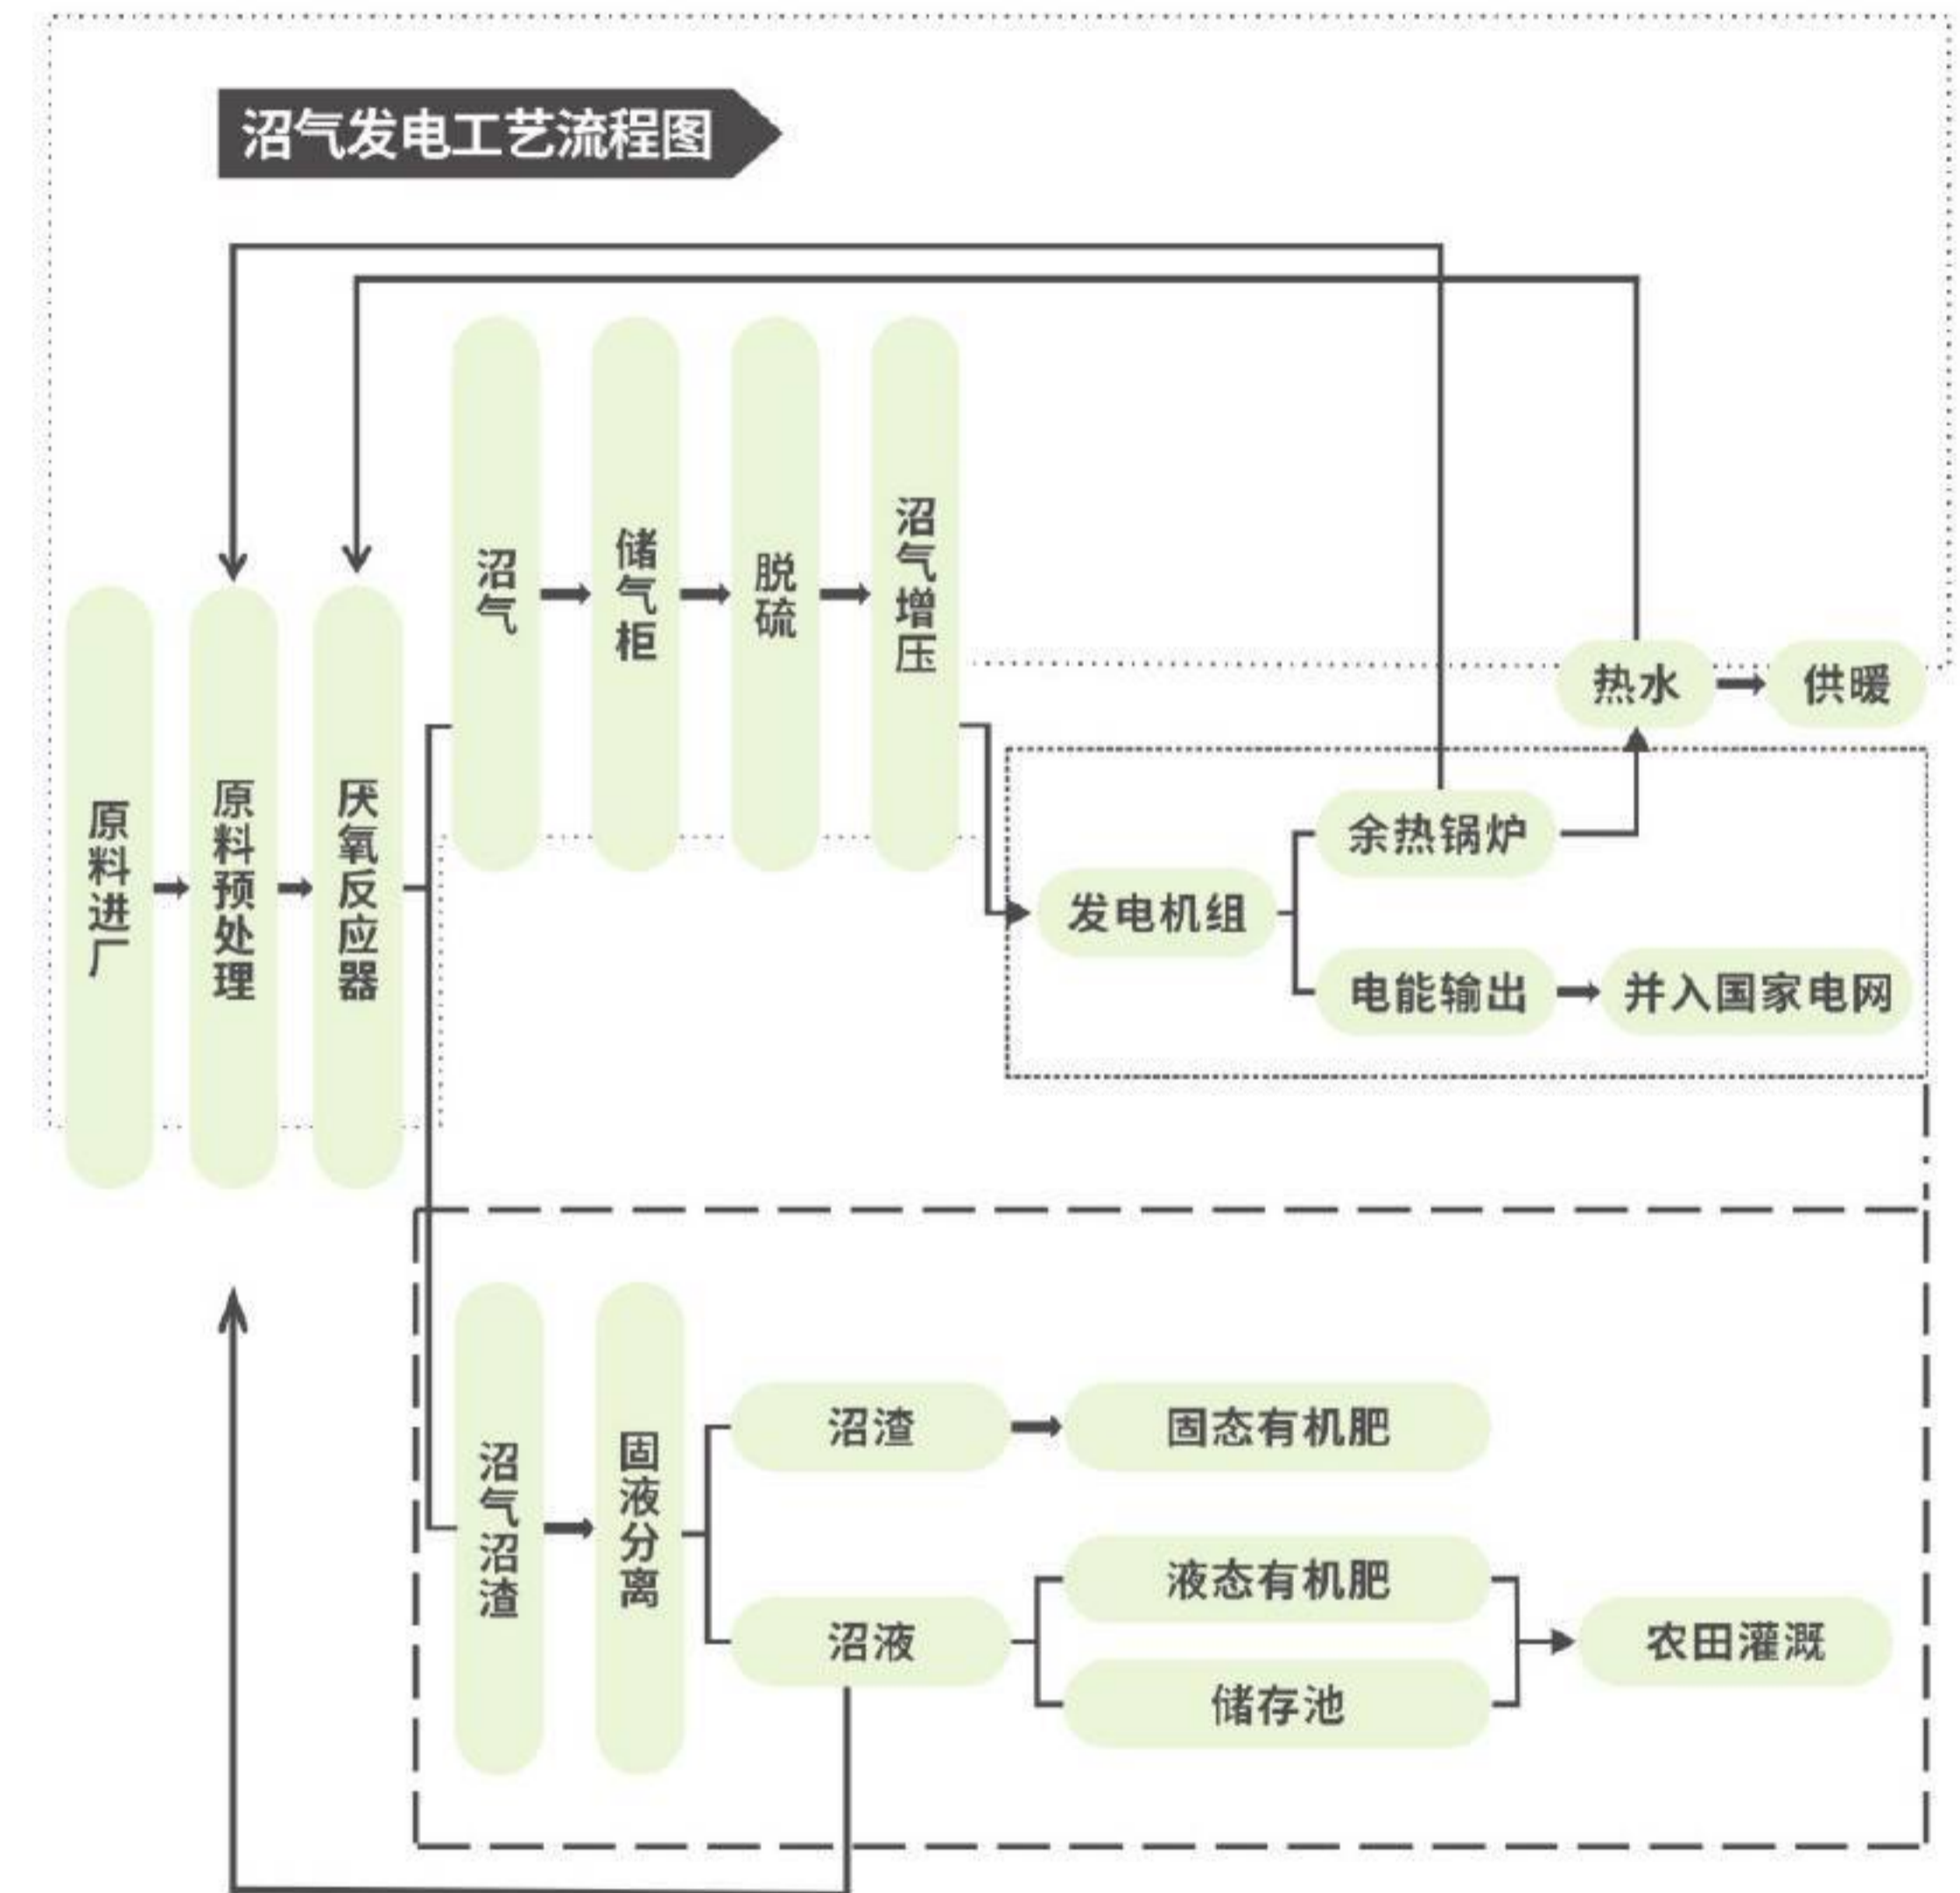 沼气发电工艺流程图
原料进厂
原料预处理
厌氧反应器
沼气
储气柜
脱硫
沼气增压
热水
供暖
余热锅炉
发电机组
电能输出
并入国家电网
沼气沼渣
固液分离
沼渣
固态有机肥
沼液
液态有机肥
储存池
农田灌溉